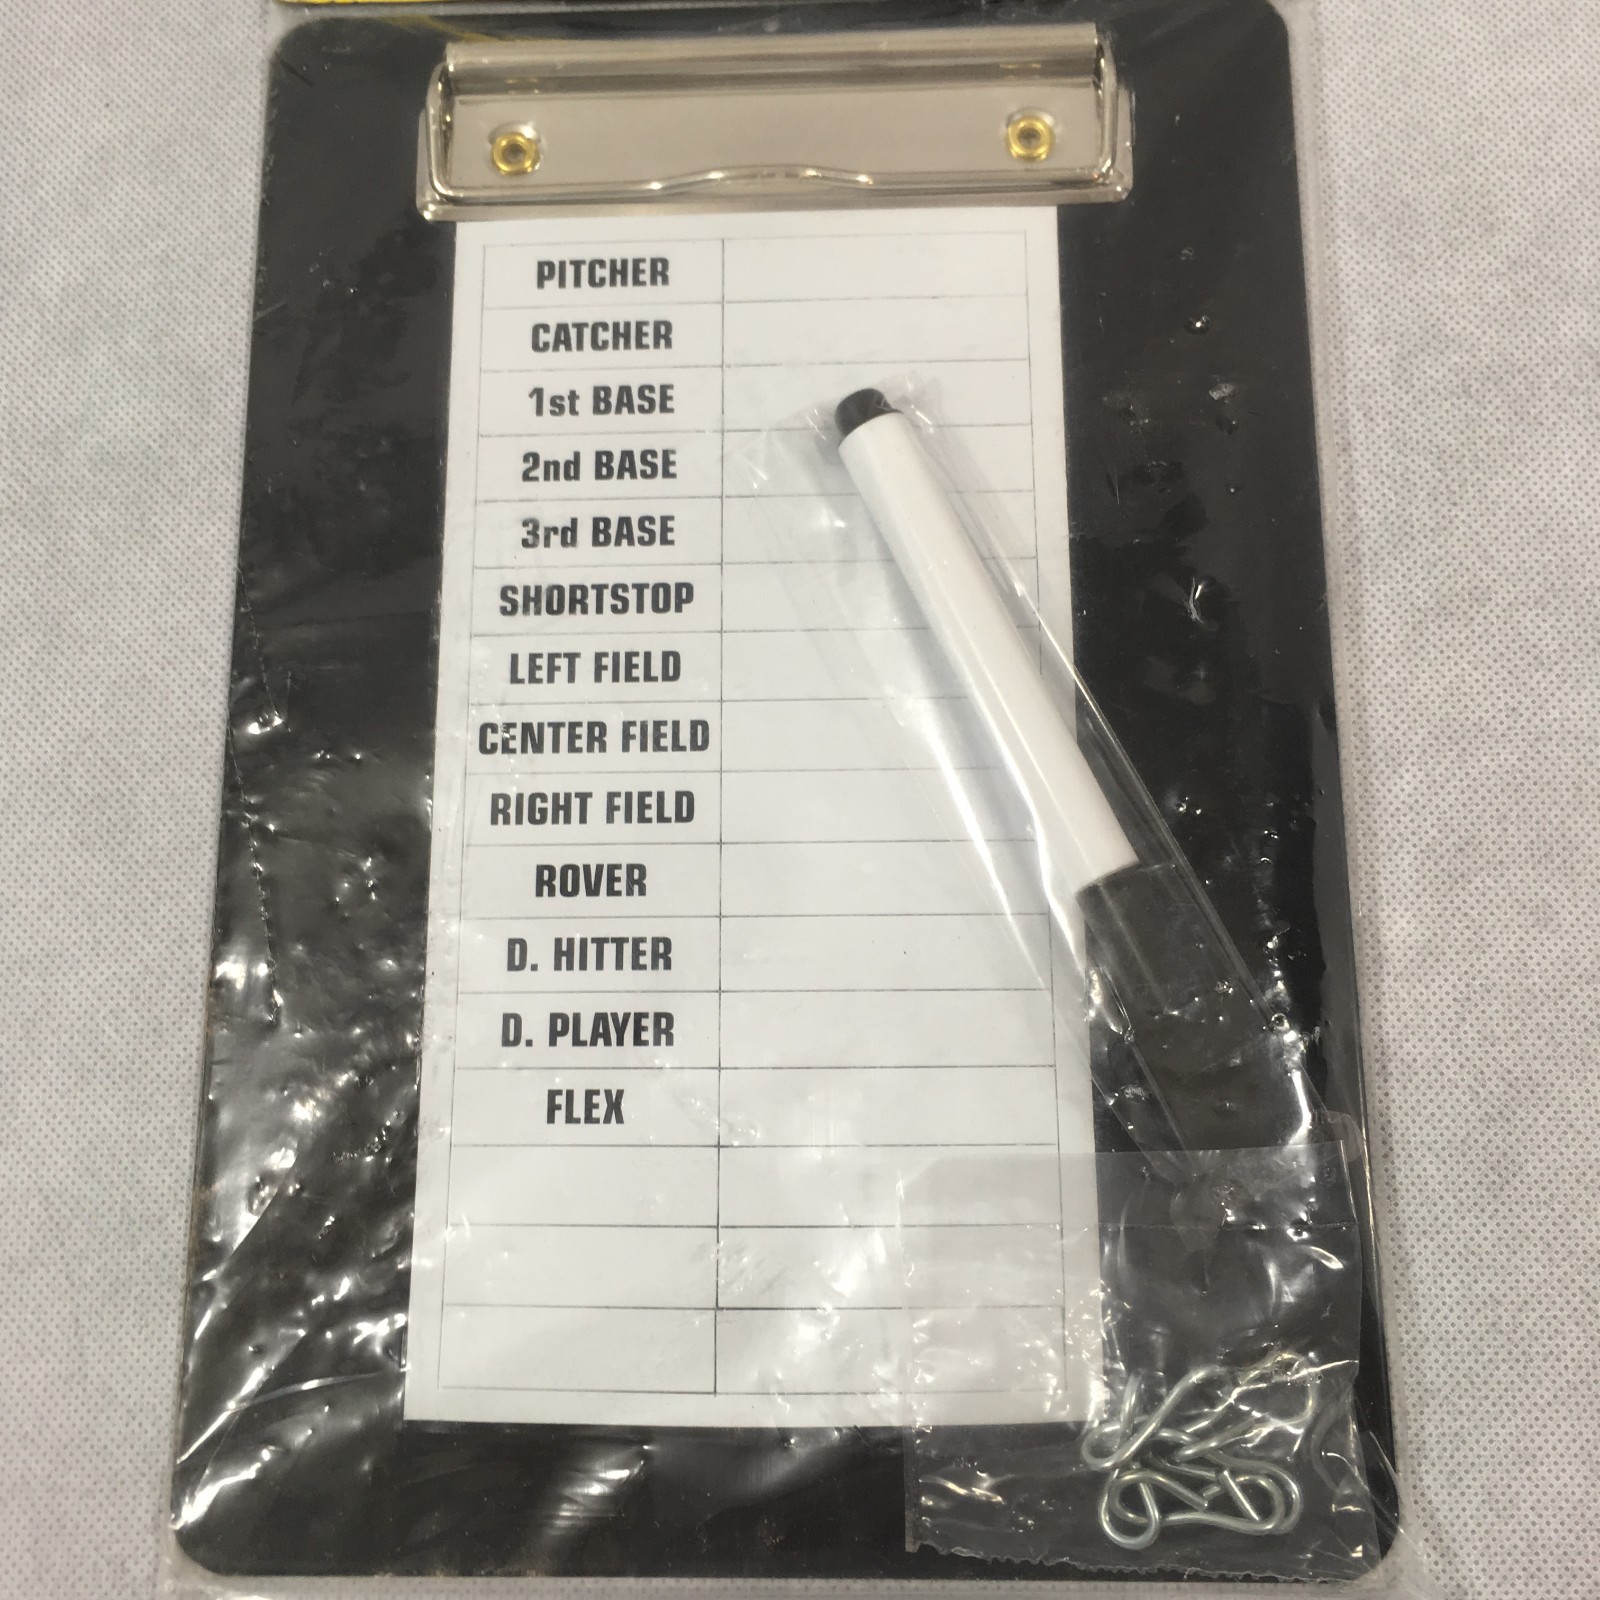 PITCHER
CATCHER
1st BASE
2nd BASE
3rd BASE
SHORTSTOP
LEFT FIELD
CENTER FIELD
RIGHT FIELD
ROVER
D. HITTER
D. PLAYER
FLEX